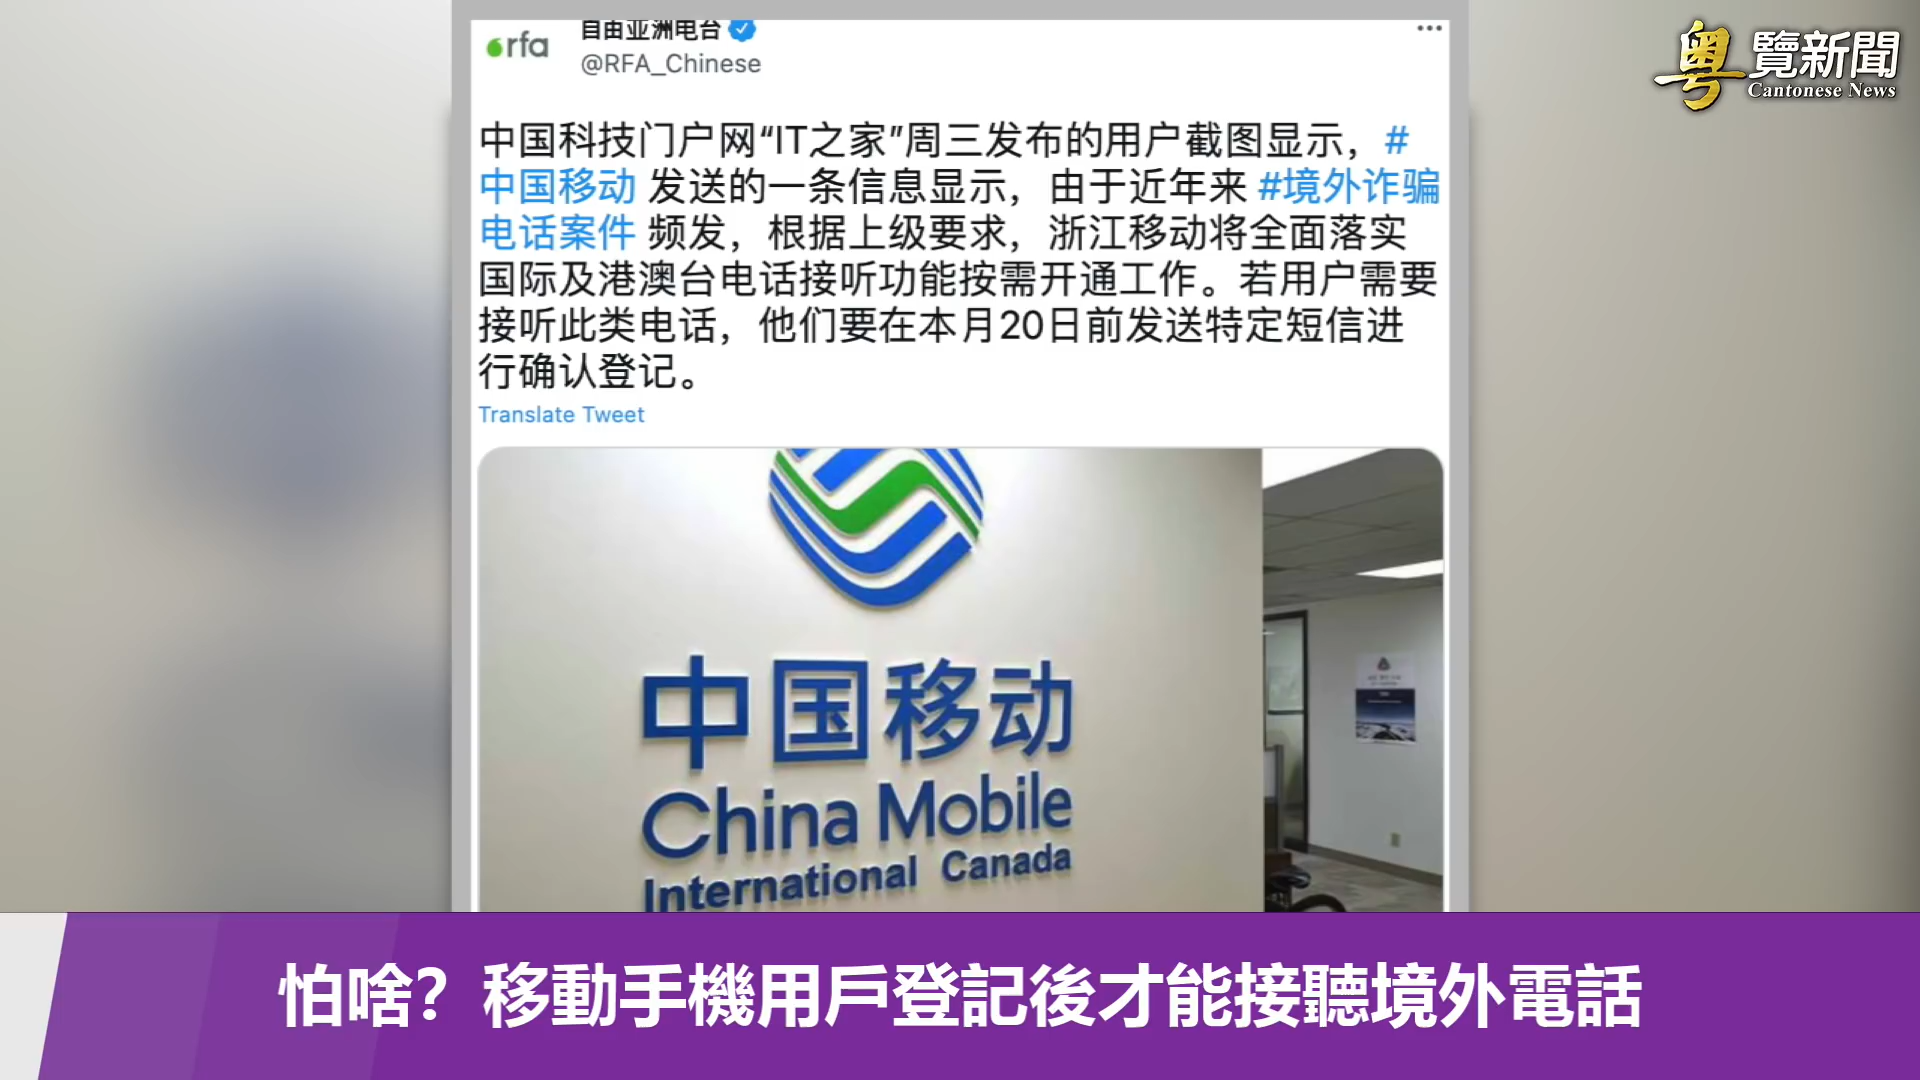 粤覽新聞
Cantonese News
rfa
自由亚洲电台
@RFA_Chinese
中国科技门户网“IT之家”周三发布的用户截图显示，#
中国移动 发送的一条信息显示，由于近年来 #境外诈骗
电话案件 频发，根据上级要求，浙江移动将全面落实
国际及港澳台电话接听功能按需开通工作。若用户需要
接听此类电话，他们要在本月20日前发送特定短信进
行确认登记。
Translate Tweet
中国移动
China Mobile
International Canada
怕啥？移動手機用戶登記後才能接聽境外電話